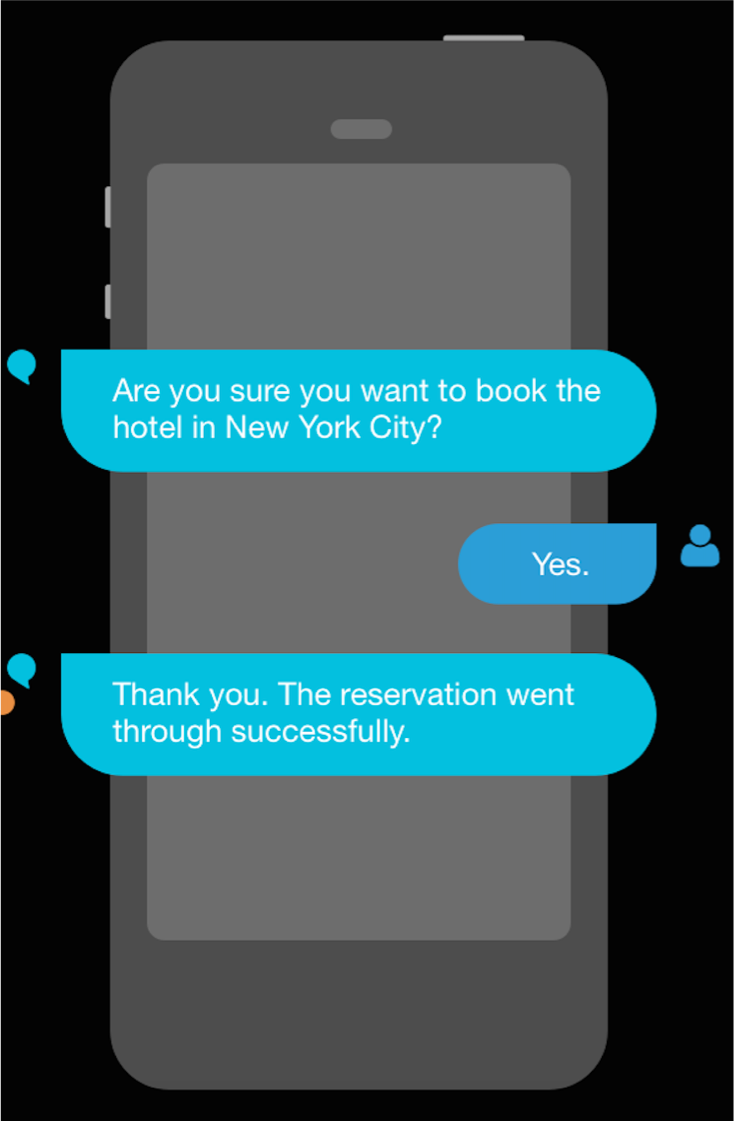 Are you sure you want to book the
hotel in New York City?
Yes.
Thank you. The reservation went
through successfully.